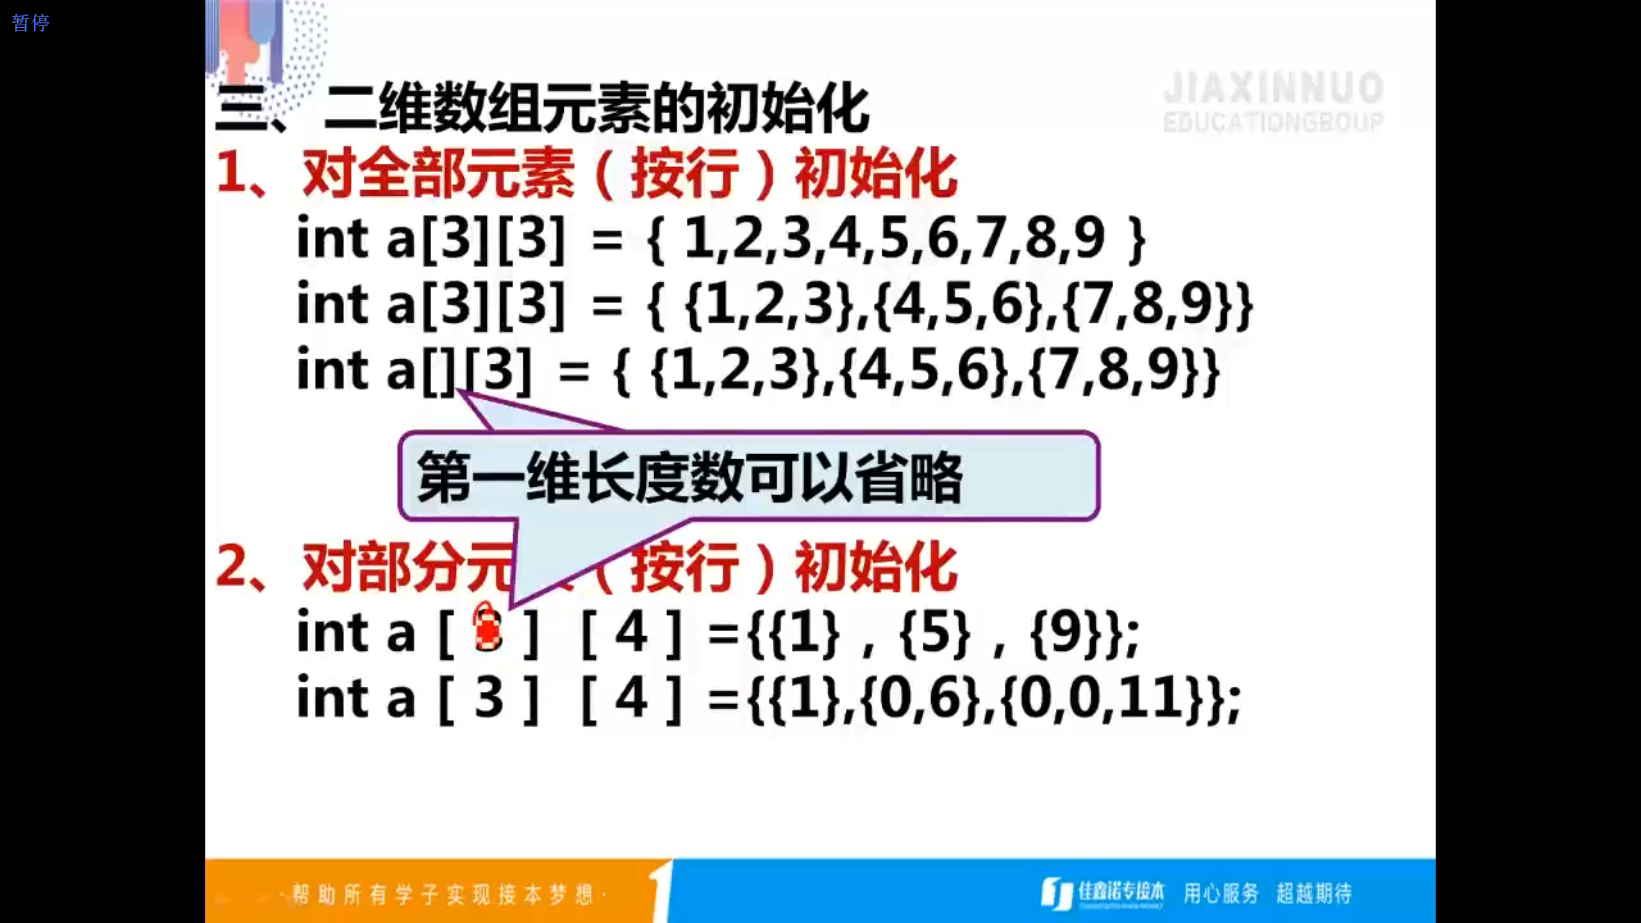 暂停
JIAXINNUO
EDUCATIONGROUP
三、二维数组元素的初始化
1、对全部元素（按行）初始化
int a[3][3] = { 1,2,3,4,5,6,7,8,9 }
int a[3][3] = { {1,2,3},{4,5,6},{7,8,9}}
int a[][3] = { {1,2,3},{4,5,6},{7,8,9}}
第一维长度数可以省略
2、对部分元（按行）初始化
int a [ ] [ 4 ] ={{1} , {5} , {9}};
int a [ 3 ] [ 4 ] ={{1},{0,6},{0,0,11}};
·帮助所有学子实现接本梦想·
佳鑫诺专接本
用心服务 超越期待